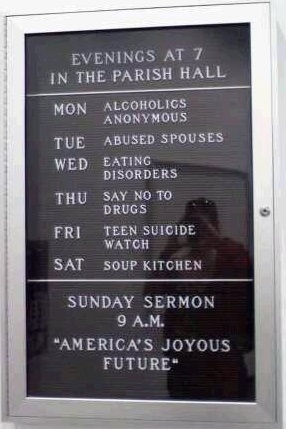 EVENINGS AT 7
IN THE PARISH HALL
MON ALCOHOLICS
ANONYMOUS
TUE ABUSED SPOUSES
WED EATING
DISORDERS
THU SAY NO TO
DRUGS
FRI TEEN SUICIDE
WATCH
SAT SOUP KITCHEN
SUNDAY SERMON
9 A.M.
"AMERICA'S JOYOUS
FUTURE"